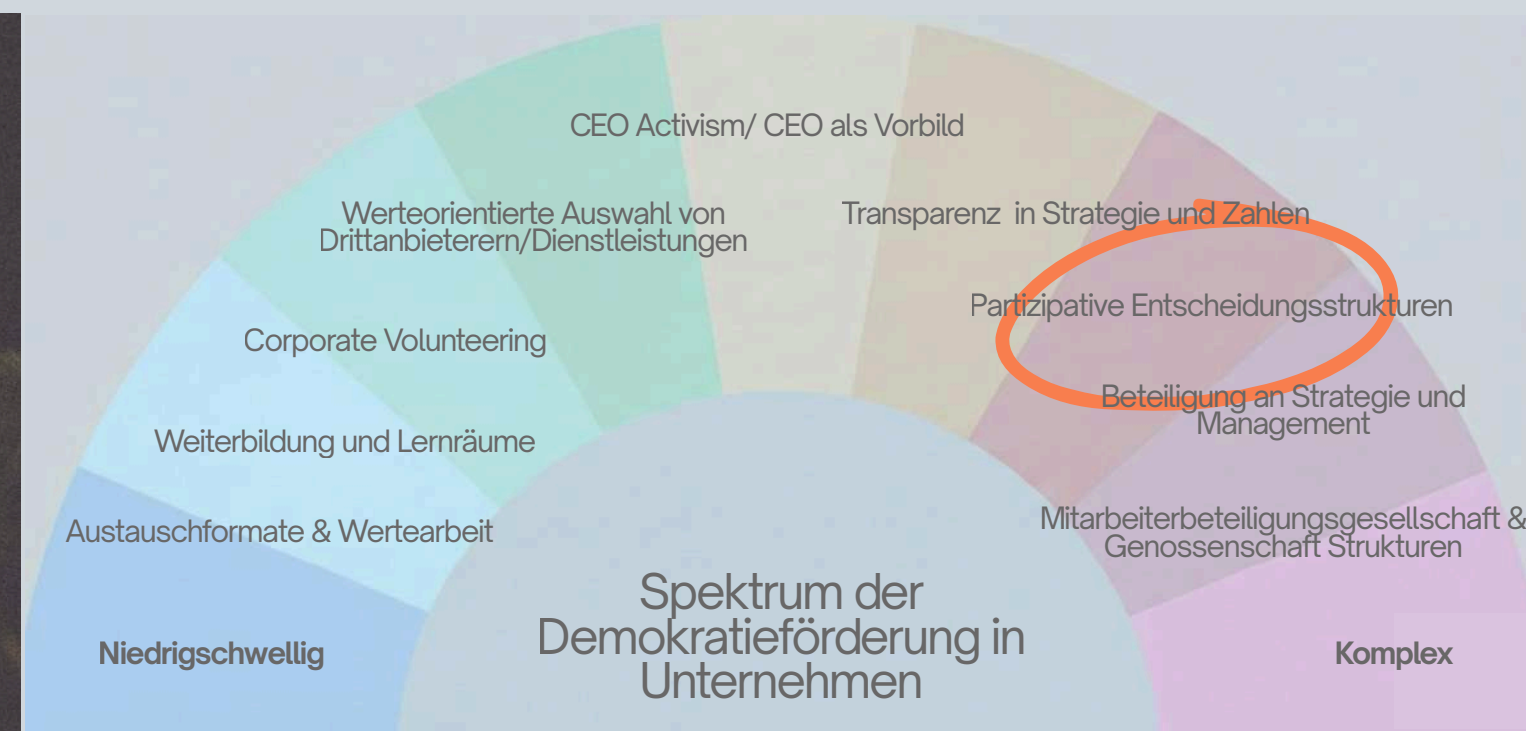 CEO Activism/ CEO als Vorbild
Werteorientierte Auswahl von
Drittanbieterern/Dienstleistungen
Transparenz in Strategie und Zahlen
Corporate Volunteering
Partizipative Entscheidungsstrukturen
Weiterbildung und Lernräume
Beteiligung an Strategie und
Management
Austauschformate & Wertearbeit
Mitarbeiterbeteiligungsgesellschaft &
Genossenschaft Strukturen
Niedrigschwellig
Spektrum der
Demokratieförderung in
Unternehmen
Komplex